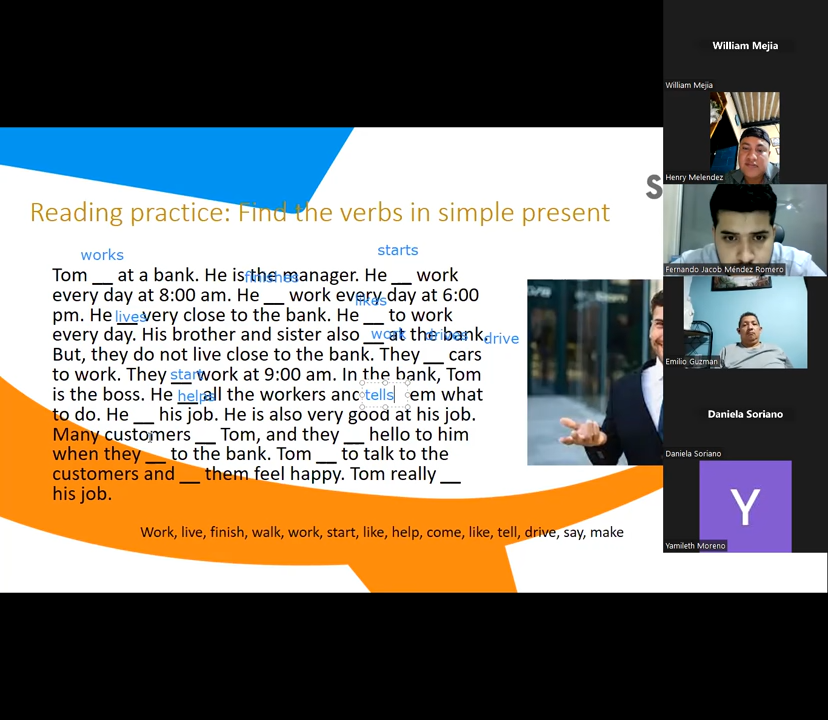 William Mejia
William Mejia
Henry Melendez
S
Reading practice: Find the verbs in simple present
Fernando Jacob Méndez Romero
works
starts
Tom __ at a bank. He is the manager. He __ work
finishes
every day at 8:00 am. He __ work every day at 6:00
likes
pm. He __ very close to the bank. He __ to work
lives
every day. His brother and sister also __ at the bank.
work
drives
drive
But, they do not live close to the bank. They __ cars
to work. They __ work at 9:00 am. In the bank, Tom
start
is the boss. He __ all the workers and em what
helps
tells
to do. He __ his job. He is also very good at his job.
Many customers __ Tom, and they __ hello to him
when they __ to the bank. Tom __ to talk to the
customers and __ them feel happy. Tom really __
his job.
Work, live, finish, walk, work, start, like, help, come, like, tell, drive, say, make
Emilio Guzman
Daniela Soriano
Daniela Soriano
Y
Yamileth Moreno